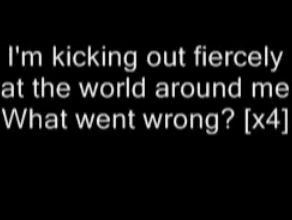 I'm kicking out fiercely
at the world around me
What went wrong? [x4]